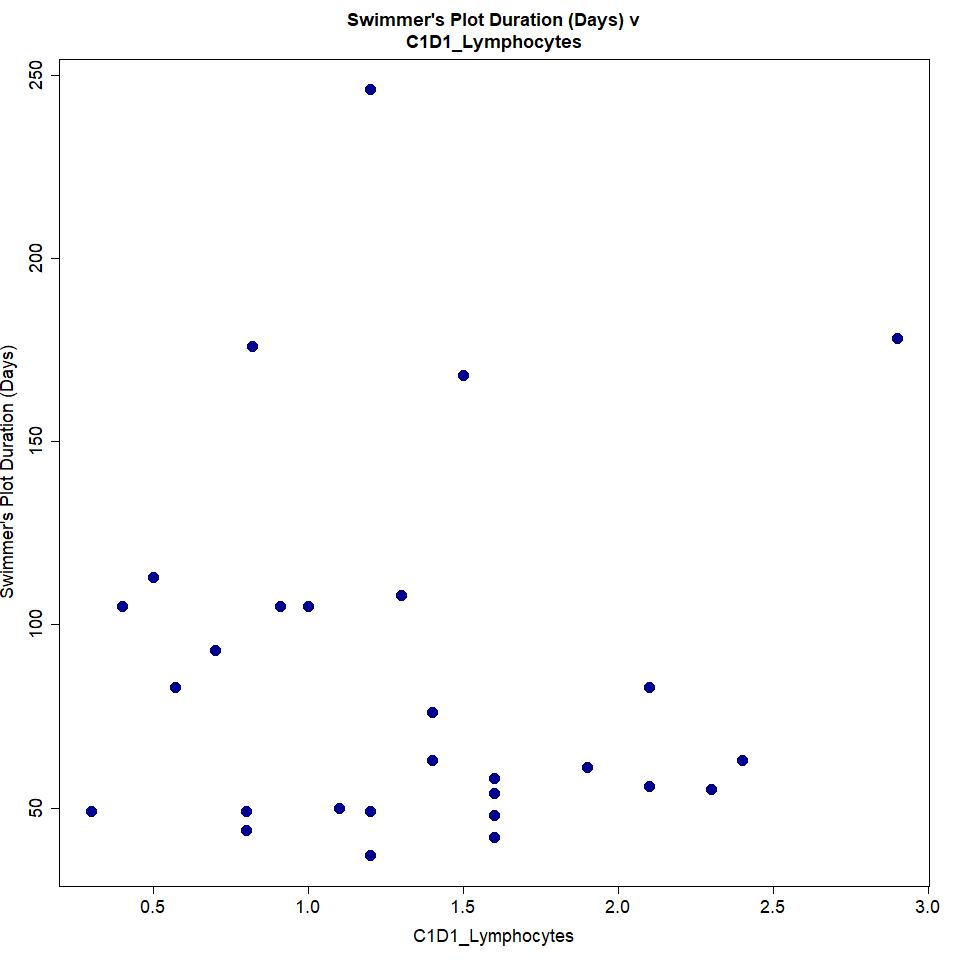 Swimmer's Plot Duration (Days) v
C1D1_Lymphocytes
250
200
150
100
50
Swimmer's Plot Duration (Days)
0.5 1.0 1.5 2.0 2.5 3.0
C1D1_Lymphocytes